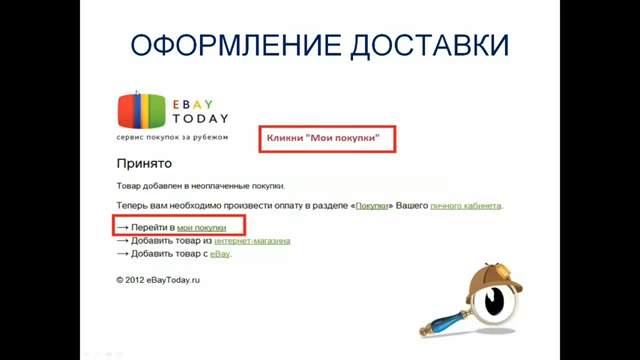 ОФОРМЛЕНИЕ ДОСТАВКИ
EBAY
TODAY
сервис покупок за рубежом
Кликни "Мои покупки"
Принято
Товар добавлен в неоплаченные покупки.
Теперь вам необходимо произвести оплату в разделе «Покупки» Вашего личного кабинета.
→ Перейти в мои покупки
→ Добавить товар из интернет-магазина
→ Добавить товар с eBay.
© 2012 eBayToday.ru